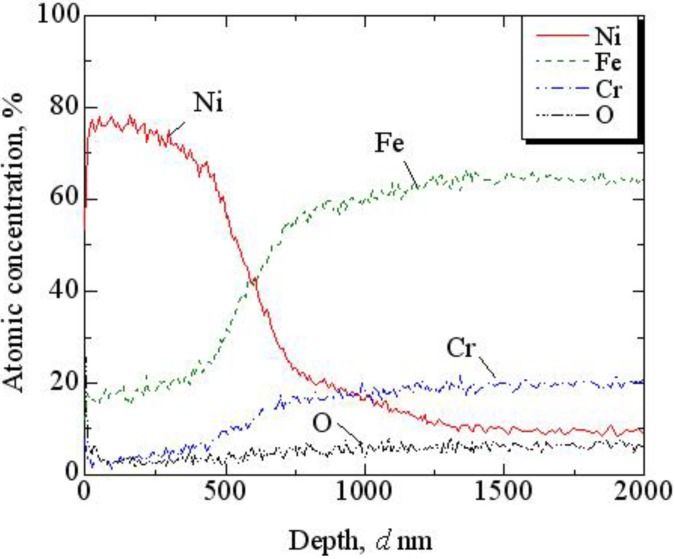 100
80
60
40
20
0
Atomic concentration, %
Ni
Fe
Cr
O
Ni
Fe
Cr
O
0
500
1000
1500
2000
Depth, d nm